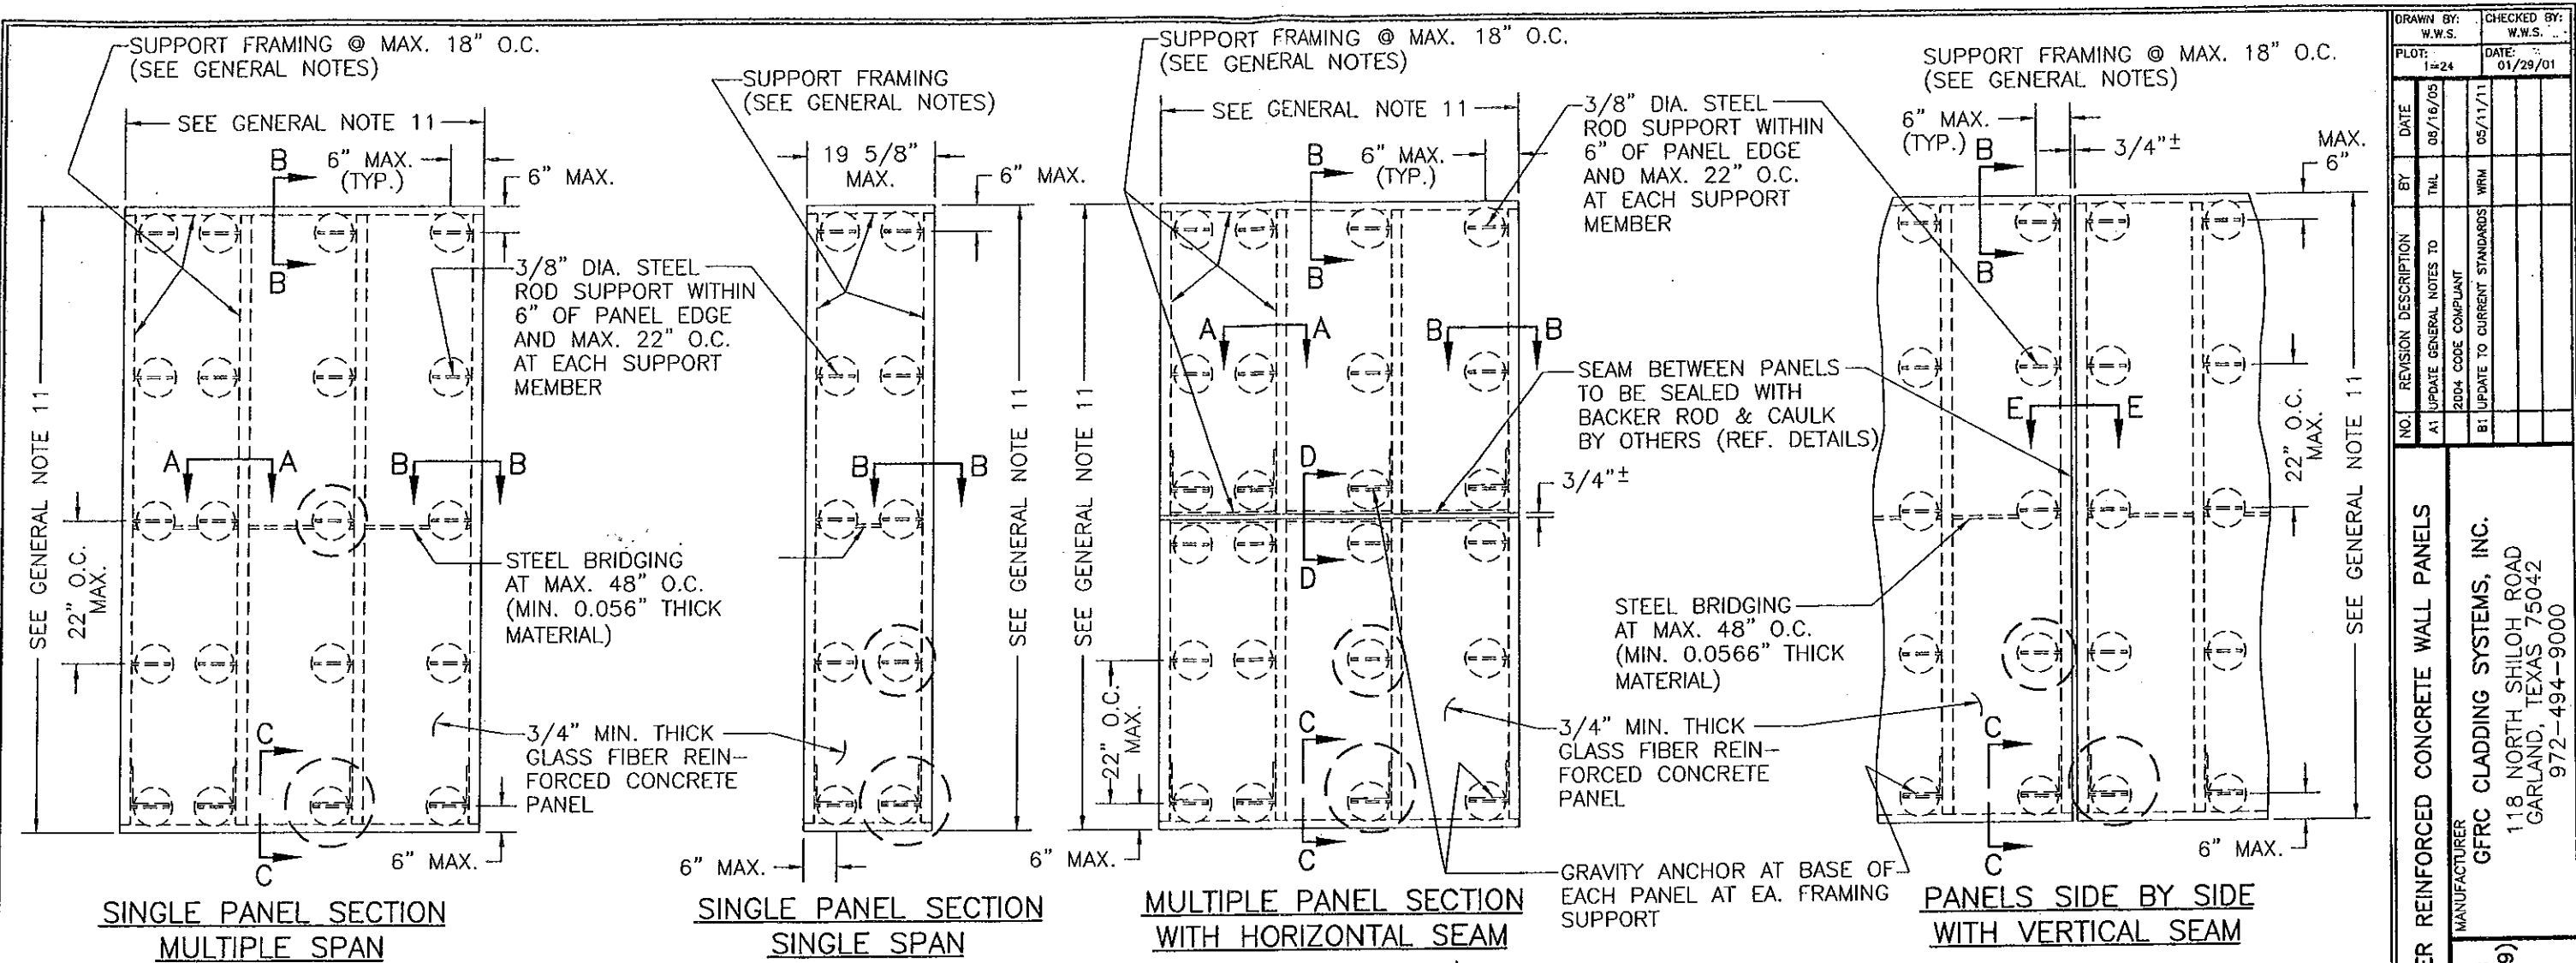 SUPPORT FRAMING @ MAX. 18" O.C.
(SEE GENERAL NOTES)
SEE GENERAL NOTE 11
B
6" MAX.
(TYP.)
6" MAX.
B
3/8" DIA. STEEL
ROD SUPPORT WITHIN
6" OF PANEL EDGE
AND MAX. 22" O.C.
AT EACH SUPPORT
MEMBER
SEE GENERAL NOTE 11
A A
B B
22" O.C.
MAX.
STEEL BRIDGING
AT MAX. 48" O.C.
(MIN. 0.056" THICK
MATERIAL)
3/4" MIN. THICK
GLASS FIBER REIN-
FORCED CONCRETE
PANEL
C
C
6" MAX.
SINGLE PANEL SECTION
MULTIPLE SPAN
SUPPORT FRAMING
(SEE GENERAL NOTES)
19 5/8"
MAX.
6" MAX.
B B
SEE GENERAL NOTE 11
6" MAX.
SINGLE PANEL SECTION
SINGLE SPAN
SUPPORT FRAMING @ MAX. 18" O.C.
(SEE GENERAL NOTES)
SEE GENERAL NOTE 11
B
6" MAX.
(TYP.)
B
3/8" DIA. STEEL
ROD SUPPORT WITHIN
6" OF PANEL EDGE
AND MAX. 22" O.C.
AT EACH SUPPORT
MEMBER
SEE GENERAL NOTE 11
A A
B B
SEAM BETWEEN PANELS
TO BE SEALED WITH
BACKER ROD & CAULK
BY OTHERS (REF. DETAILS)
D
D
3/4"±
22" O.C.
MAX.
STEEL BRIDGING
AT MAX. 48" O.C.
(MIN. 0.0566" THICK
MATERIAL)
3/4" MIN. THICK
GLASS FIBER REIN-
FORCED CONCRETE
PANEL
C
C
6" MAX.
GRAVITY ANCHOR AT BASE OF
EACH PANEL AT EA. FRAMING
SUPPORT
MULTIPLE PANEL SECTION
WITH HORIZONTAL SEAM
SUPPORT FRAMING @ MAX. 18" O.C.
(SEE GENERAL NOTES)
6" MAX.
(TYP.)
B
B
3/4"±
MAX.
6"
E E
22" O.C.
MAX.
SEE GENERAL NOTE 11
C
C
6" MAX.
PANELS SIDE BY SIDE
WITH VERTICAL SEAM
DRAWN BY: CHECKED BY:
W.W.S. W.W.S.
PLOT: DATE:
1=24 01/29/01
NO. REVISION DESCRIPTION BY DATE
A1 UPDATE GENERAL NOTES TO TML 08/16/05
2004 CODE COMPLIANT
B1 UPDATE TO CURRENT STANDARDS WRM 05/11/11
ER REINFORCED CONCRETE WALL PANELS
MANUFACTURER
GFRC CLADDING SYSTEMS, INC.
118 NORTH SHILOH ROAD
GARLAND, TEXAS 75042
972-494-9000
9)